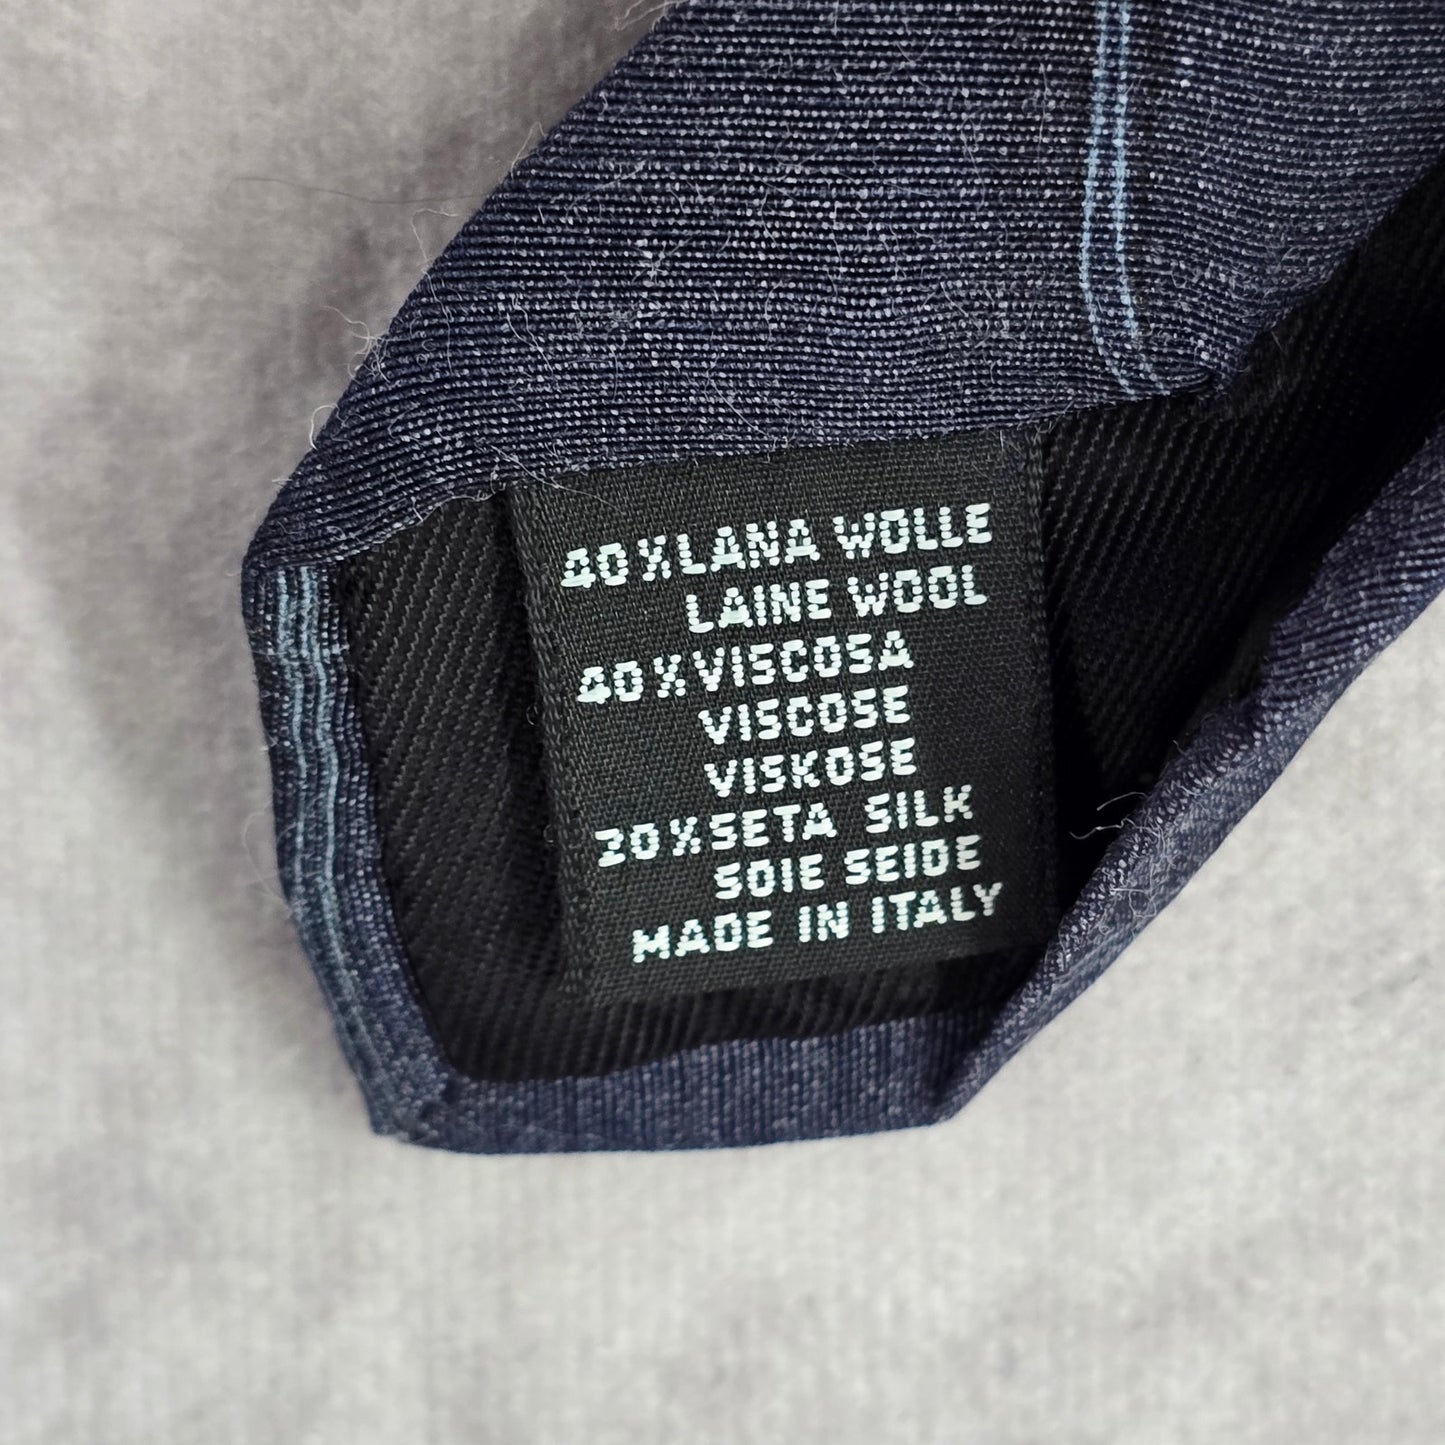 40%LANA WOLLE
LAINE WOOL
40%VISCOSA
VISCOSE
VISKOSE
20%SETA SILK
SOIE SEIDE
MADE IN ITALY